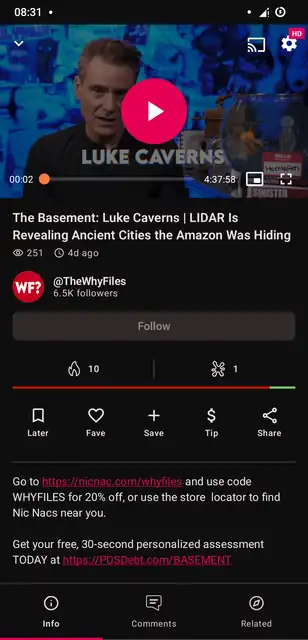 08:31
HD
LUKE CAVERNS
00:02
4:37:58
The Basement: Luke Caverns | LIDAR Is
Revealing Ancient Cities the Amazon Was Hiding
251
4d ago
WF?
@TheWhyFiles
6.5K followers
Follow
10
1
Later
Fave
Save
Tip
Share
Go to https://nicnac.com/whyfiles and use code
WHYFILES for 20% off, or use the store locator to find
Nic Nacs near you.
Get your free, 30-second personalized assessment
TODAY at https://PDSDebt.com/BASEMENT
Info
Comments
Related